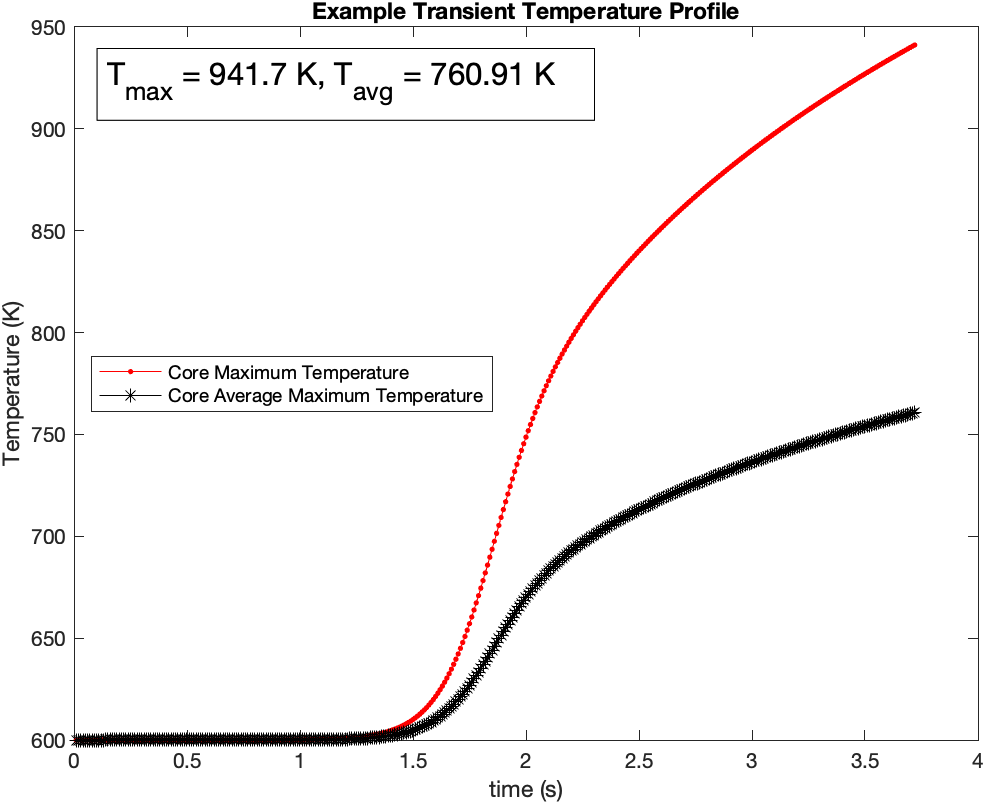 Example Transient Temperature Profile
950
T_max = 941.7 K, T_avg = 760.91 K
900
850
800
Temperature (K)
Core Maximum Temperature
Core Average Maximum Temperature
750
700
650
600
0 0.5 1 1.5 2 2.5 3 3.5 4
time (s)